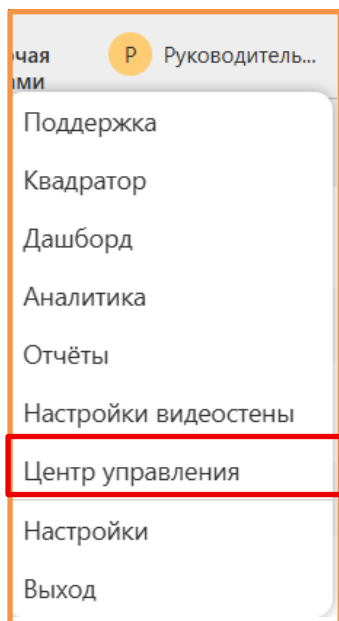 Р Руководитель...
Поддержка
Квадратор
Дашборд
Аналитика
Отчёты
Настройки видеостены
Центр управления
Настройки
Выход